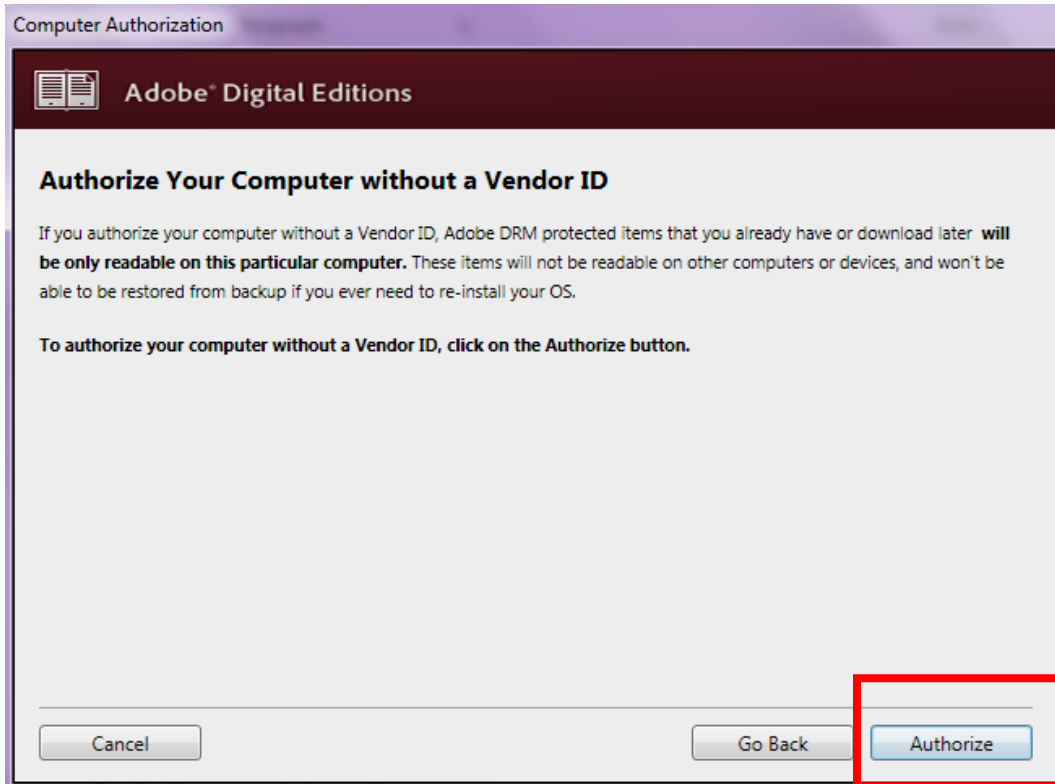 Computer Authorization
Adobe® Digital Editions
Authorize Your Computer without a Vendor ID
If you authorize your computer without a Vendor ID, Adobe DRM protected items that you already have or download later will
be only readable on this particular computer. These items will not be readable on other computers or devices, and won't be
able to be restored from backup if you ever need to re-install your OS.
To authorize your computer without a Vendor ID, click on the Authorize button.
Cancel
Go Back
Authorize